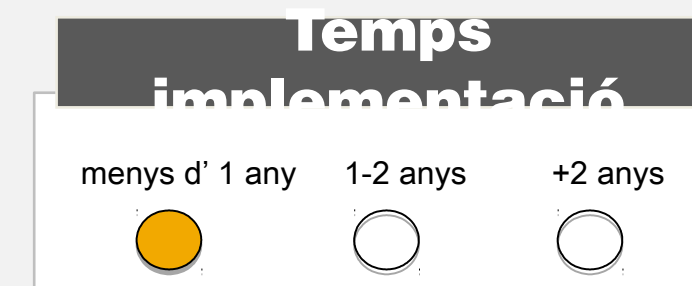 Temps
implementació
menys d’ 1 any 1-2 anys +2 anys